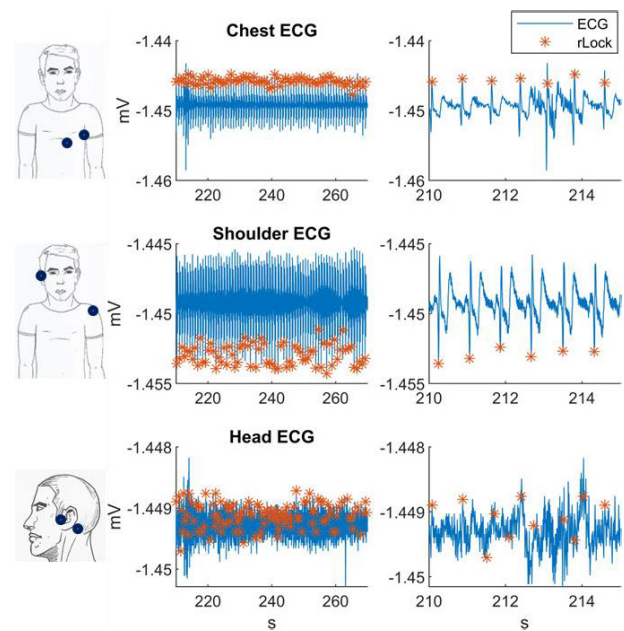 Chest ECG
ECG
rLock
-1.44
-1.45
-1.46
mV
220 240 260
-1.44
-1.45
-1.46
210 212 214
Shoulder ECG
-1.445
-1.45
-1.455
mV
220 240 260
-1.445
-1.45
-1.455
210 212 214
Head ECG
-1.448
-1.449
-1.45
mV
220 240 260
s
-1.448
-1.449
-1.45
210 212 214
s